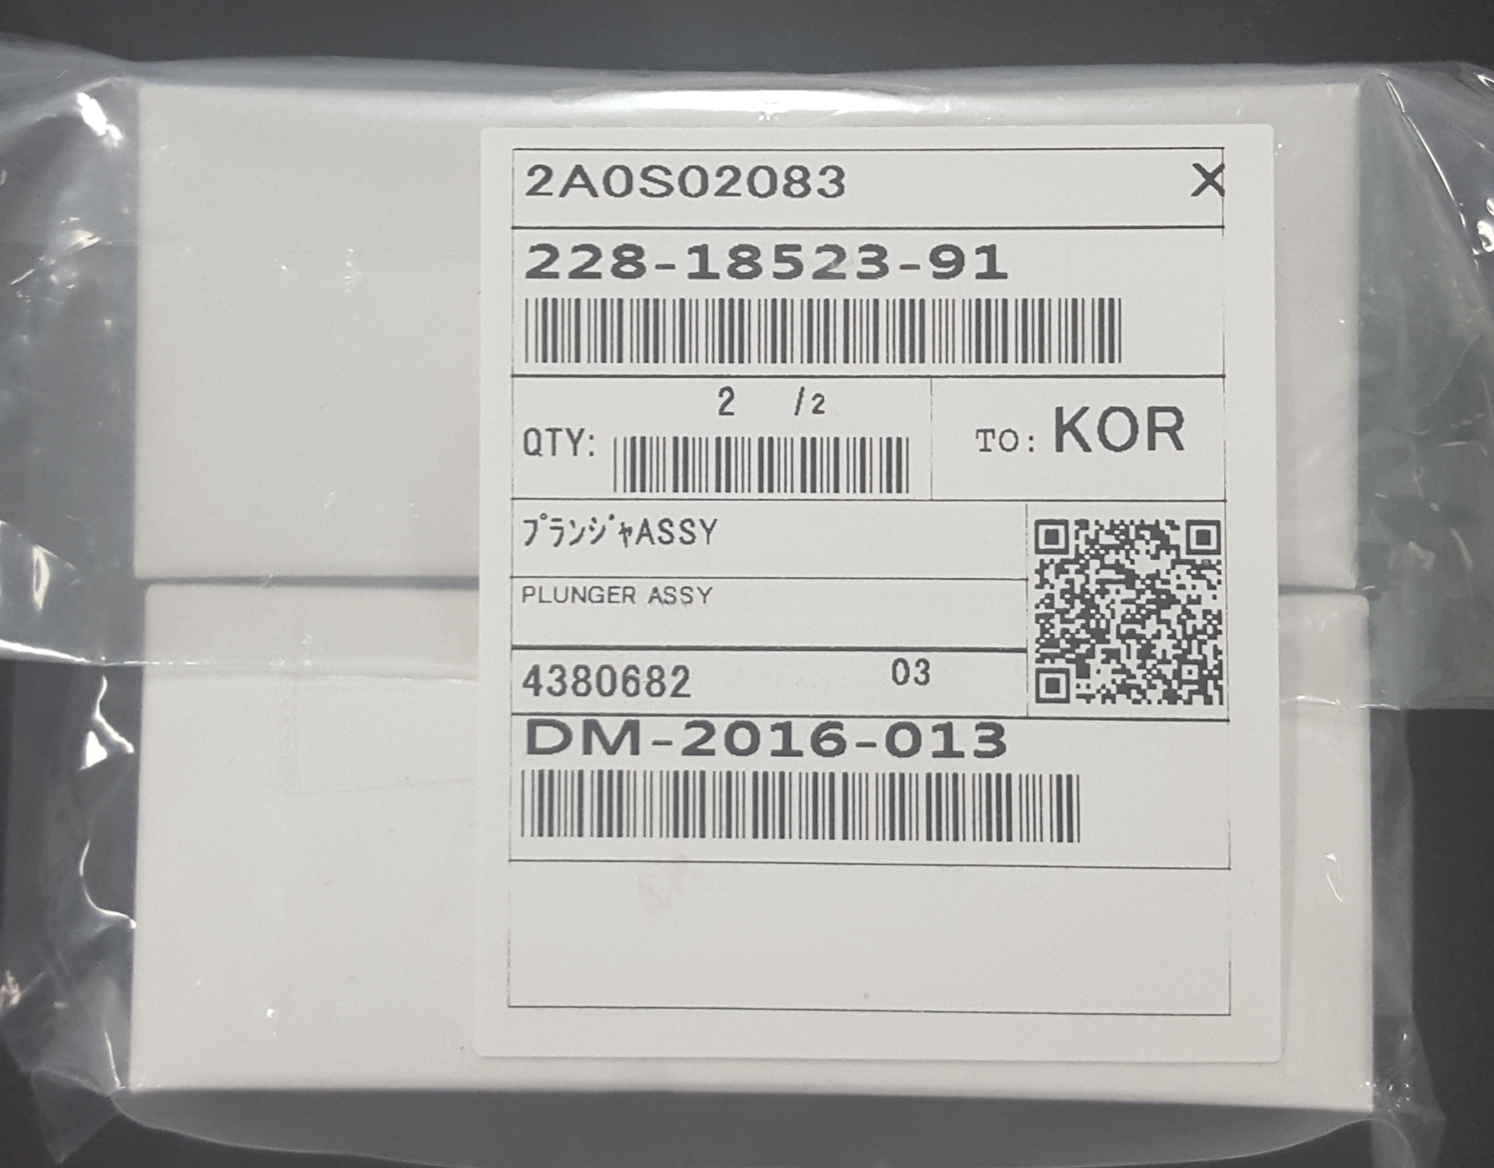 2A0S02083 X
228-18523-91
2 /2
QTY:
TO: KOR
ﾌﾟﾗﾝｼﾞｬASSY
PLUNGER ASSY
4380682 03
DM-2016-013